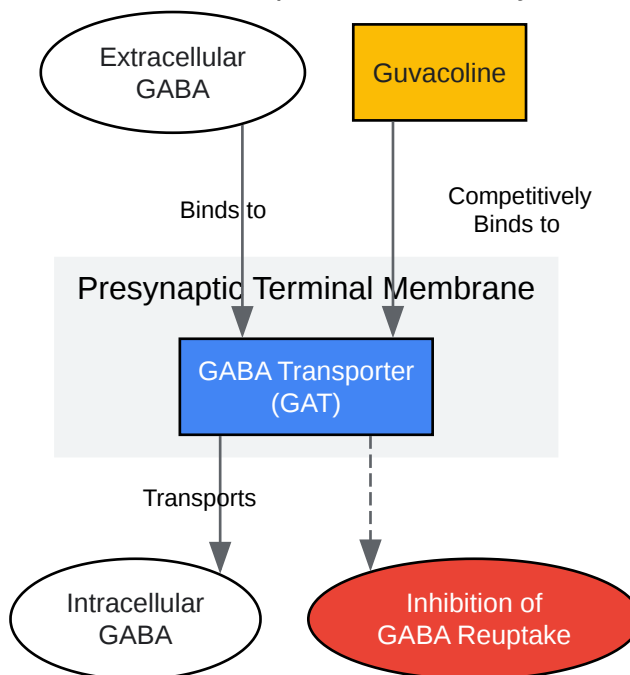 Extracellular
GABA
Guvacoline
Binds to
Competitively
Binds to
Presynaptic Terminal Membrane
GABA Transporter
(GAT)
Transports
Intracellular
GABA
Inhibition of
GABA Reuptake